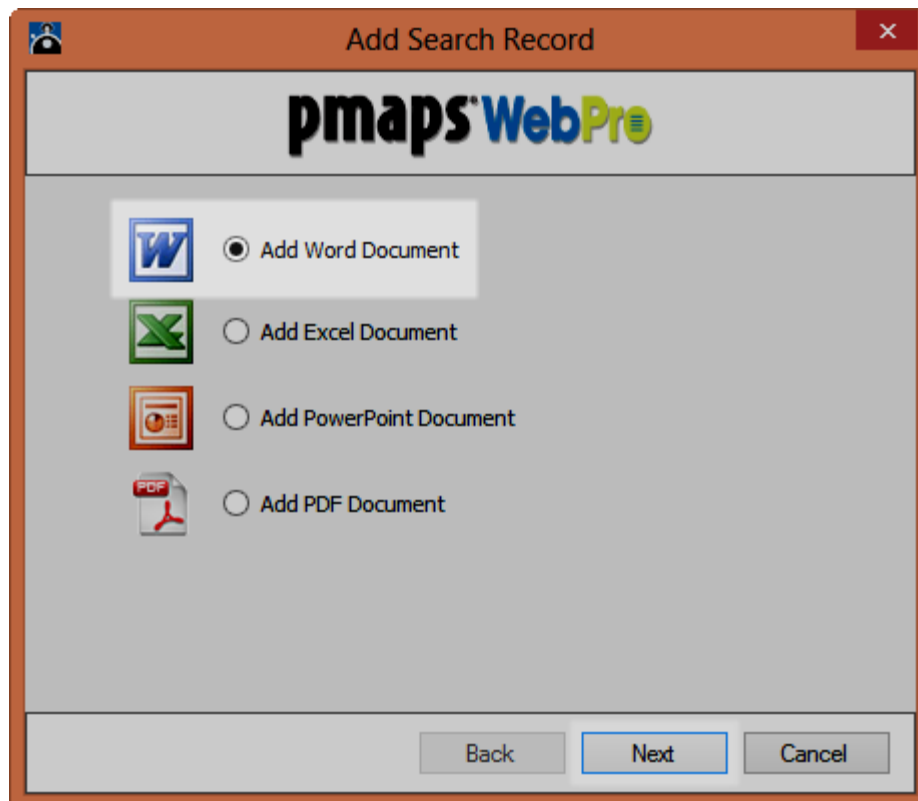 Add Search Record
pmaps WebPro
Add Word Document
Add Excel Document
Add PowerPoint Document
PDF
Add PDF Document
Back Next Cancel